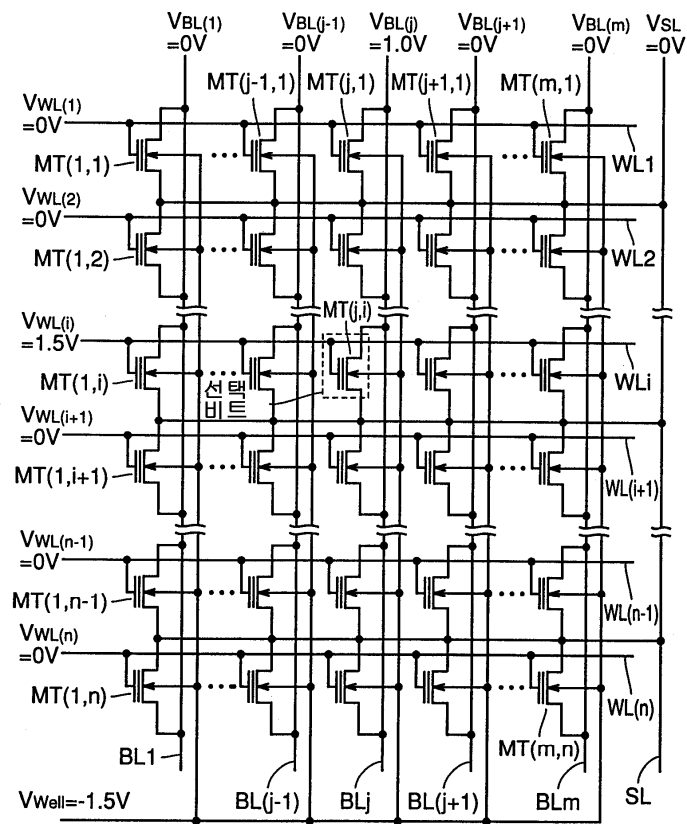 VBL(1) VBL(j-1) VBL(j) VBL(j+1) VBL(m) VSL
=0V =0V =1.0V =0V =0V =0V
MT(j-1,1) MT(j,1) MT(j+1,1) MT(m,1)
VWL(1)
=0V
MT(1,1) WL1
VWL(2)
=0V
MT(1,2) WL2
MT(j,i)
VWL(i)
=1.5V
MT(1,i) 선택 WLi
비트
VWL(i+1)
=0V
MT(1,i+1) WL(i+1)
VWL(n-1)
=0V
MT(1,n-1) WL(n-1)
VWL(n)
=0V
MT(1,n) WL(n)
MT(m,n)
BL1 BL(j-1) BLj BL(j+1) BLm SL
VWell=-1.5V